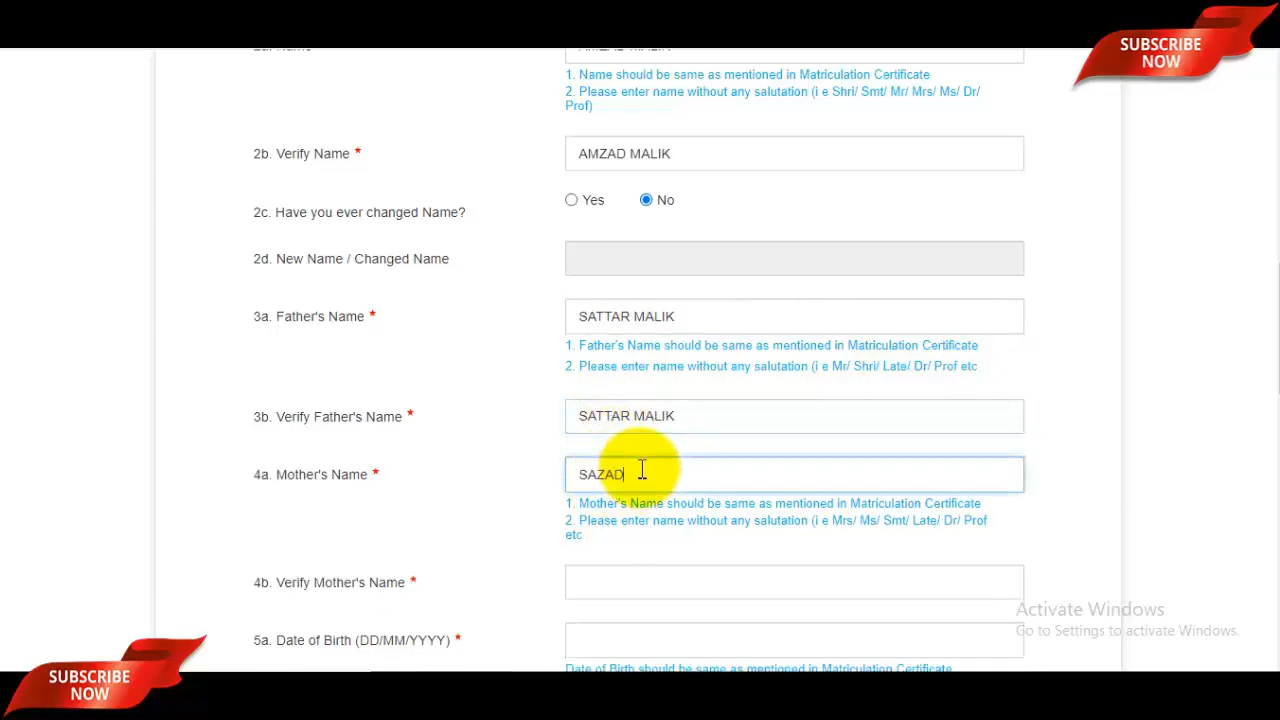 SUBSCRIBE
NOW
1. Name should be same as mentioned in Matriculation Certificate
2. Please enter name without any salutation (i e Shri/ Smt/ Mr/ Mrs/ Ms/ Dr/
Prof)
2b. Verify Name *
AMZAD MALIK
2c. Have you ever changed Name?
Yes
No
2d. New Name / Changed Name
3a. Father's Name *
SATTAR MALIK
1. Father's Name should be same as mentioned in Matriculation Certificate
2. Please enter name without any salutation (i e Mr/ Shri/ Late/ Dr/ Prof etc
3b. Verify Father's Name *
SATTAR MALIK
4a. Mother's Name *
SAZAD
1. Mother's Name should be same as mentioned in Matriculation Certificate
2. Please enter name without any salutation (i e Mrs/ Ms/ Smt/ Late/ Dr/ Prof
etc
4b. Verify Mother's Name *
5a. Date of Birth (DD/MM/YYYY) *
Date of Birth should be same as mentioned in Matriculation Certificate
Activate Windows
Go to Settings to activate Windows.
SUBSCRIBE
NOW